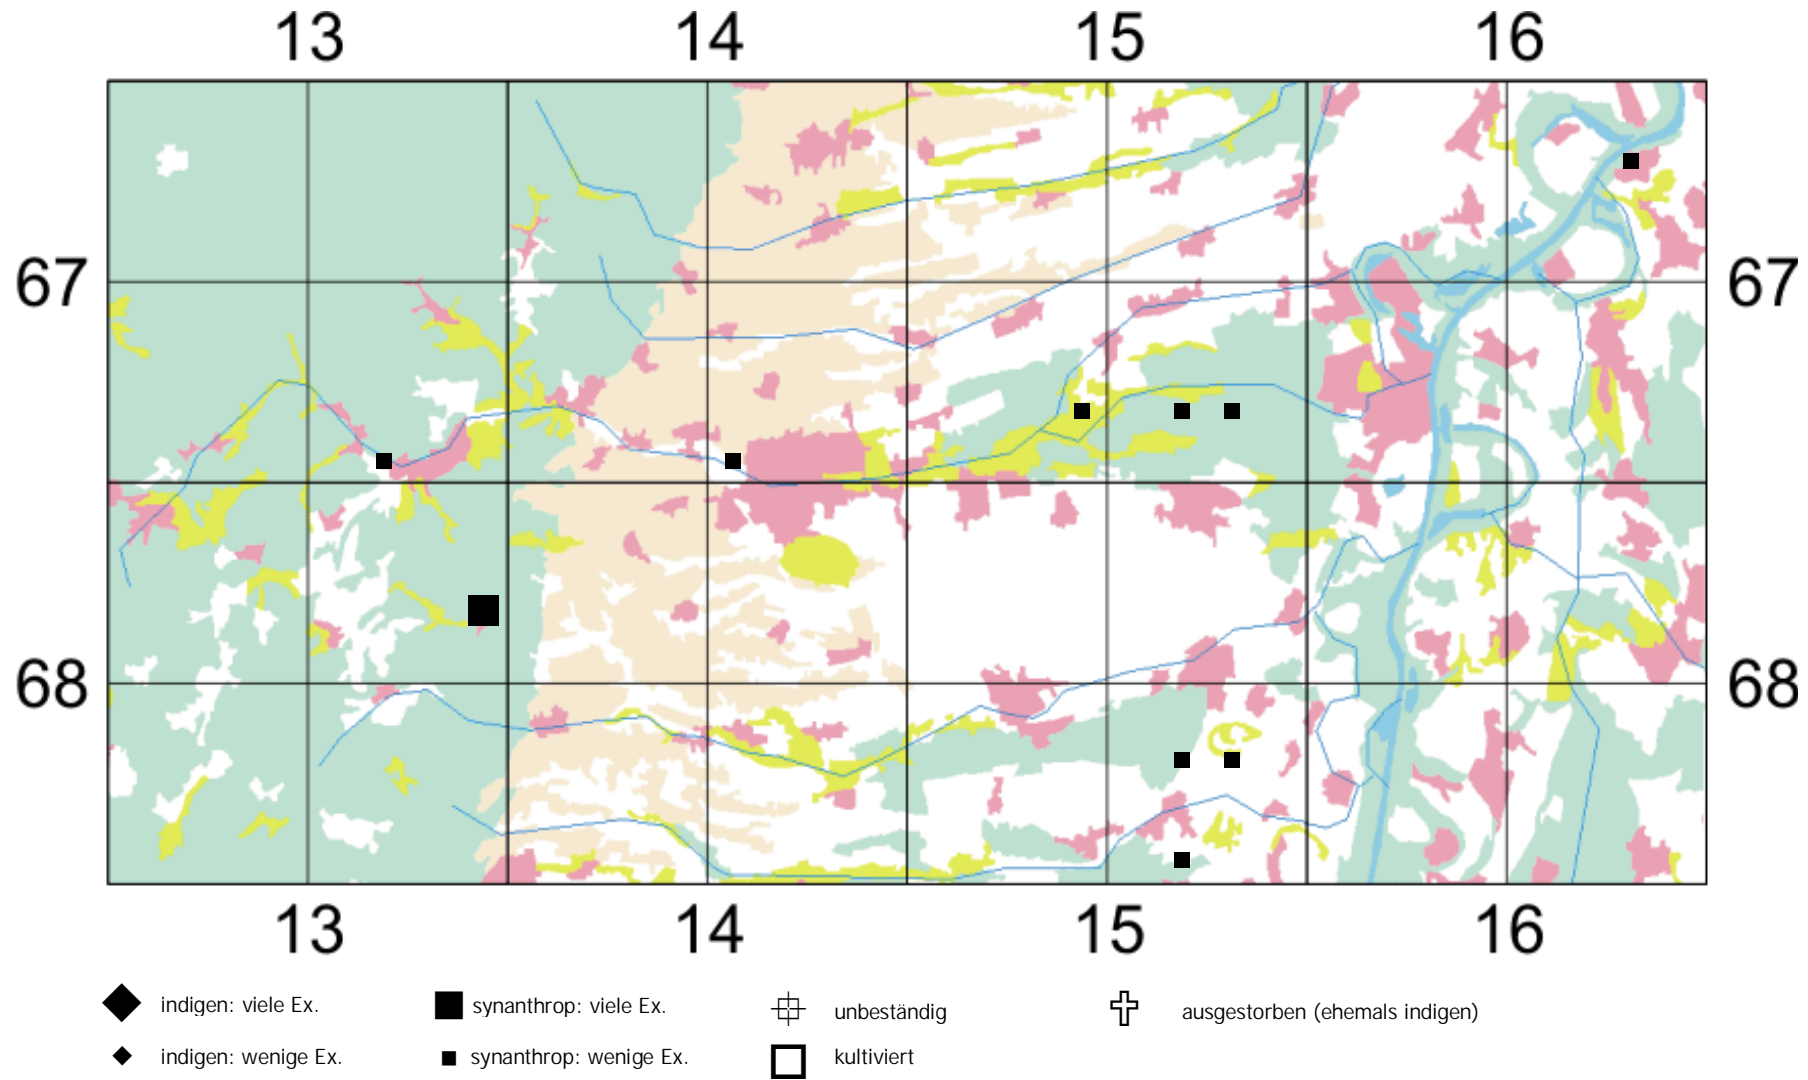 13 14 15 16
67 67
68 68
13 14 15 16
indigen: viele Ex. synanthrop: viele Ex. unbeständig ausgestorben (ehemals indigen)
indigen: wenige Ex. synanthrop: wenige Ex. kultiviert